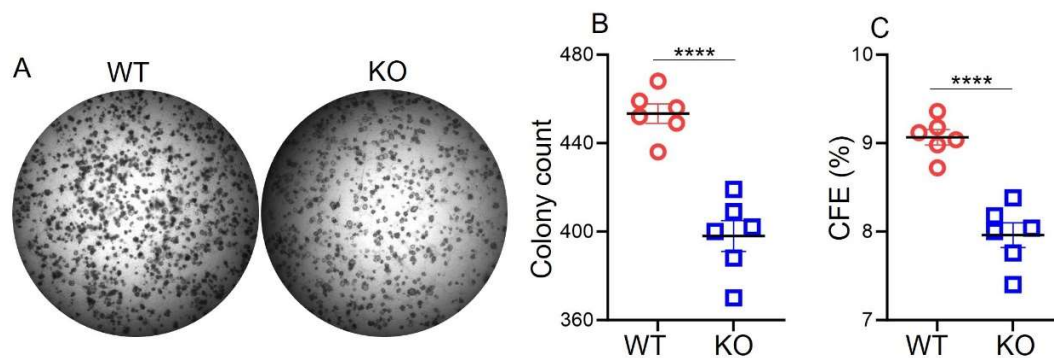 A
WT
KO
B
Colony count
480
440
400
360
****
WT
KO
C
CFE (%)
10
9
8
7
****
WT
KO